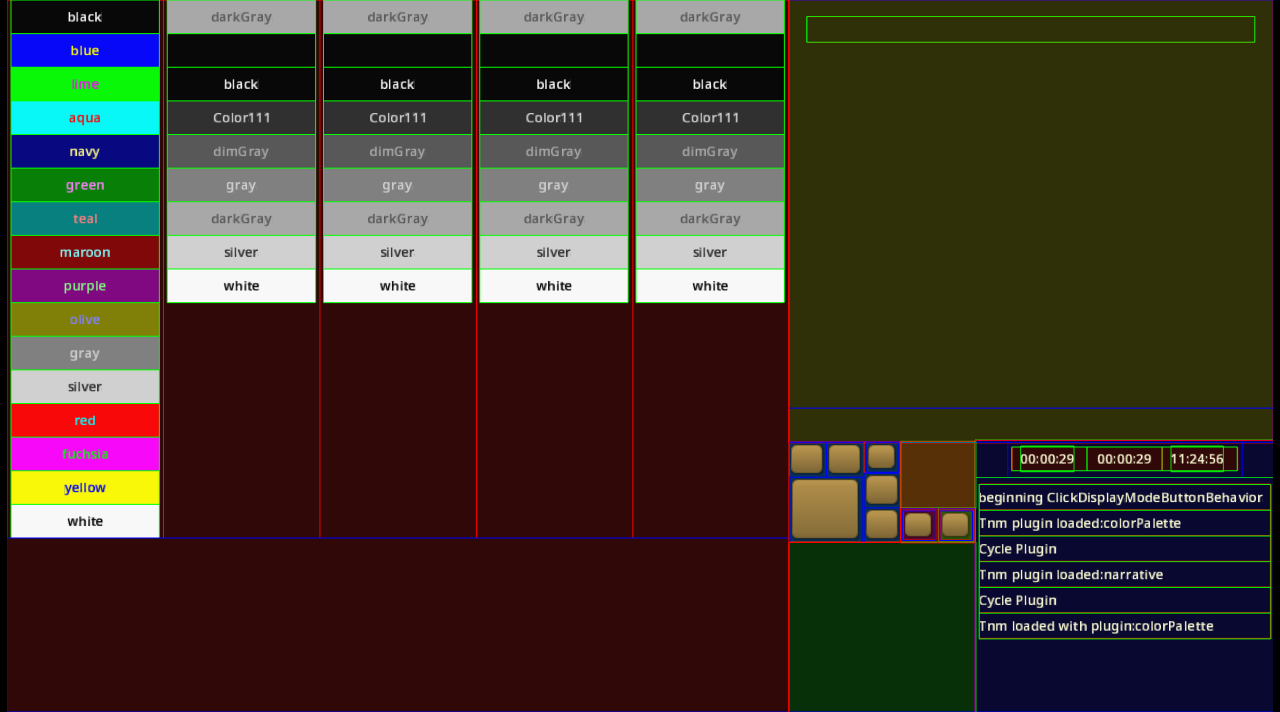 black
blue
lime
aqua
navy
green
teal
maroon
purple
olive
gray
silver
red
fuchsia
yellow
white
darkGray
black
Color111
dimGray
gray
darkGray
silver
white
darkGray
black
Color111
dimGray
gray
darkGray
silver
white
darkGray
black
Color111
dimGray
gray
darkGray
silver
white
darkGray
black
Color111
dimGray
gray
darkGray
silver
white
00:00:29 00:00:29 11:24:56
beginning ClickDisplayModeButtonBehavior
Tnm plugin loaded:colorPalette
Cycle Plugin
Tnm plugin loaded:narrative
Cycle Plugin
Tnm loaded with plugin:colorPalette